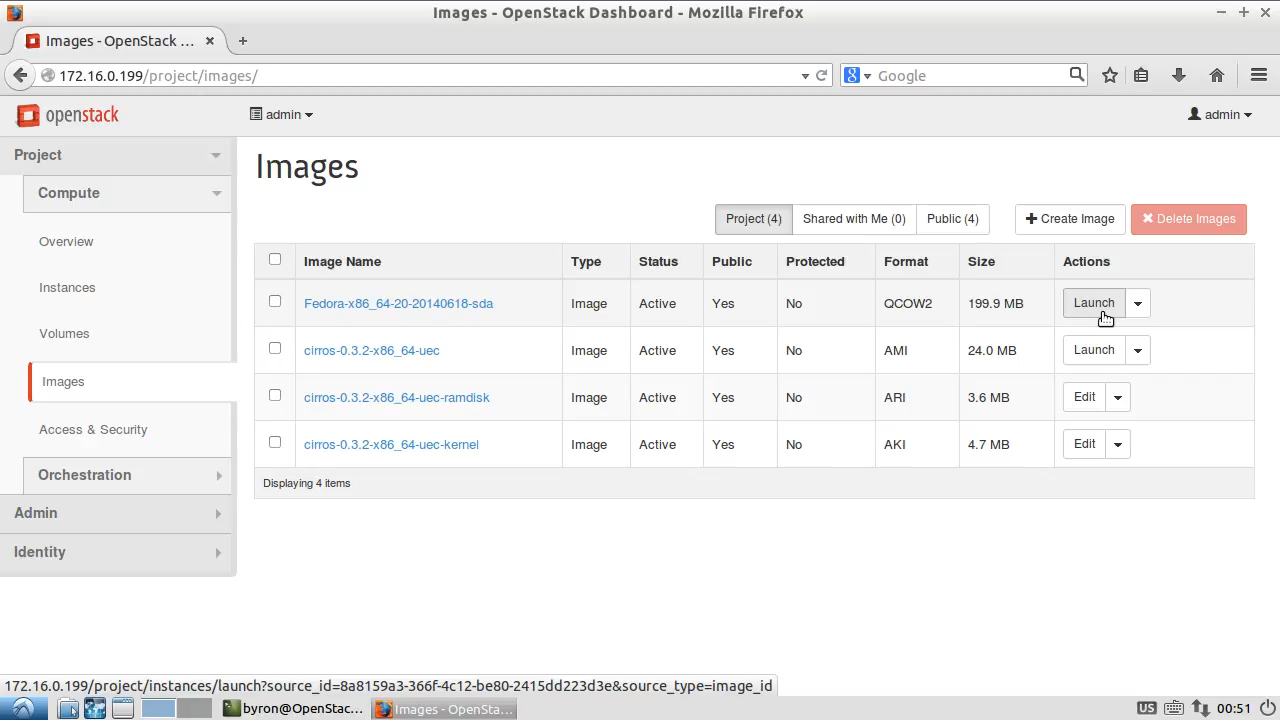 Images - OpenStack Dashboard - Mozilla Firefox
Images - OpenStack ...
172.16.0.199/project/images/
Google
openstack
admin
admin
Project
Compute
Overview
Instances
Volumes
Images
Access & Security
Orchestration
Admin
Identity
Images
Project (4) Shared with Me (0) Public (4) Create Image Delete Images
Image Name Type Status Public Protected Format Size Actions
Fedora-x86_64-20-20140618-sda Image Active Yes No QCOW2 199.9 MB Launch
cirros-0.3.2-x86_64-uec Image Active Yes No AMI 24.0 MB Launch
cirros-0.3.2-x86_64-uec-ramdisk Image Active Yes No ARI 3.6 MB Edit
cirros-0.3.2-x86_64-uec-kernel Image Active Yes No AKI 4.7 MB Edit
Displaying 4 items
172.16.0.199/project/instances/launch?source_id=8a8159a3-366f-4c12-be80-2415dd223d3e&source_type=image_id
byron@OpenStac... Images - OpenSta... US 00:51